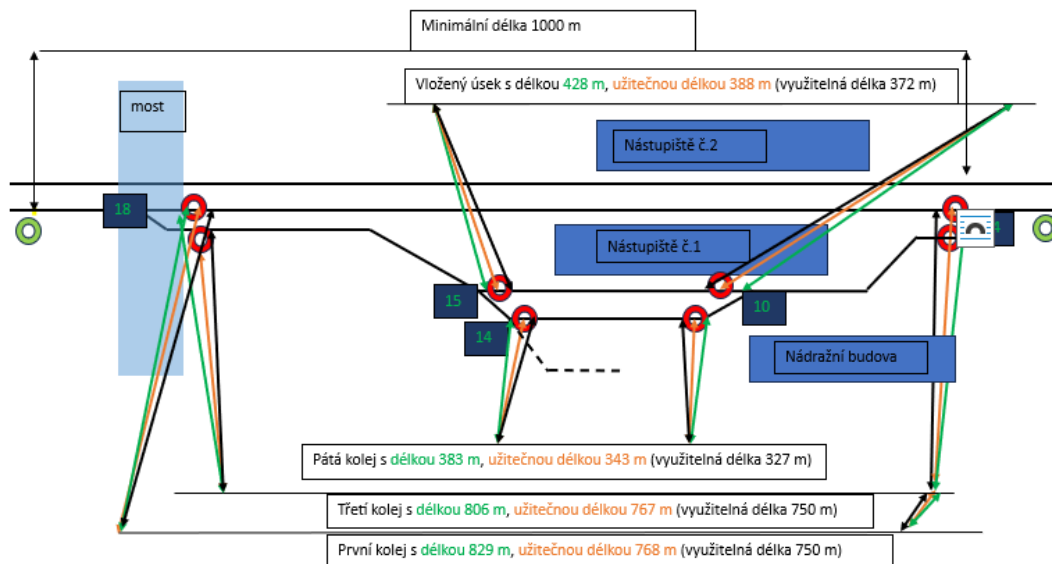 Minimální délka 1000 m
Vložený úsek s délkou 428 m, užitečnou délkou 388 m (využitelná délka 372 m)
most
Nástupiště č.2
18
Nástupiště č.1
15
10
14
Nádražní budova
Pátá kolej s délkou 383 m, užitečnou délkou 343 m (využitelná délka 327 m)
Třetí kolej s délkou 806 m, užitečnou délkou 767 m (využitelná délka 750 m)
První kolej s délkou 829 m, užitečnou délkou 768 m (využitelná délka 750 m)